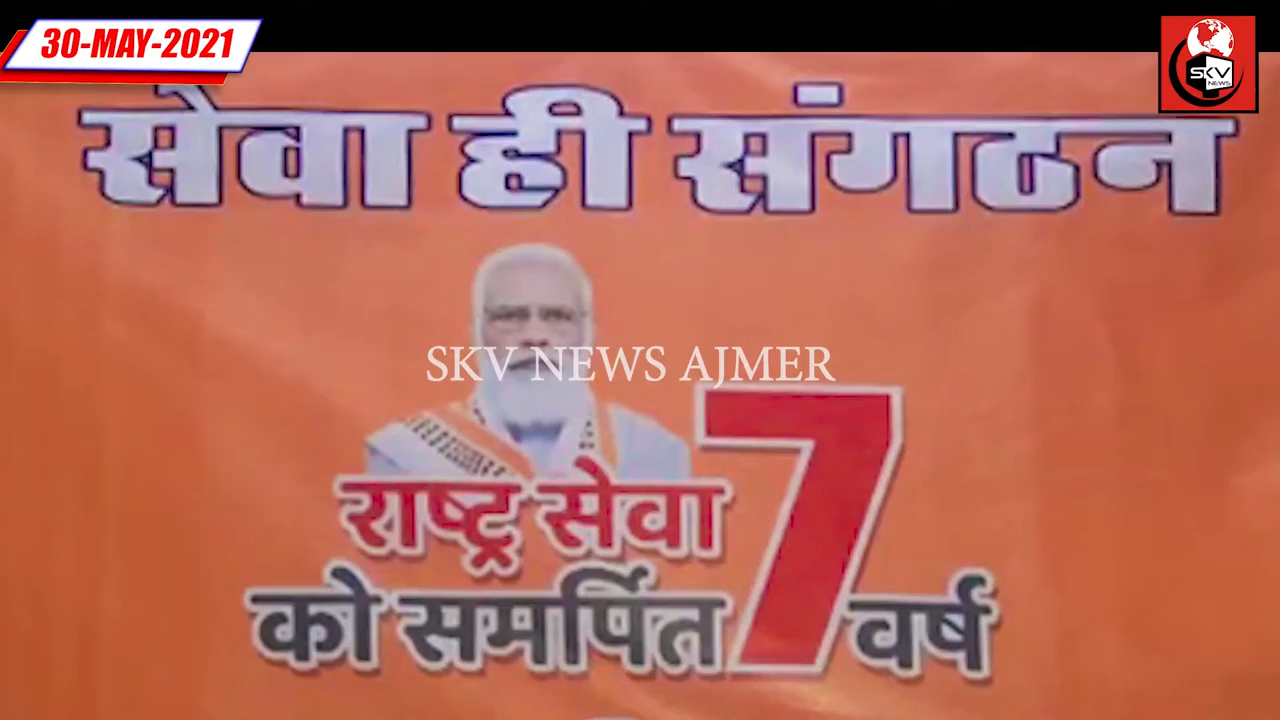 30-MAY-2021
SKV
NEWS
सेवा ही संगठन
SKV NEWS AJMER
राष्ट्र सेवा
को समर्पित 7 वर्ष